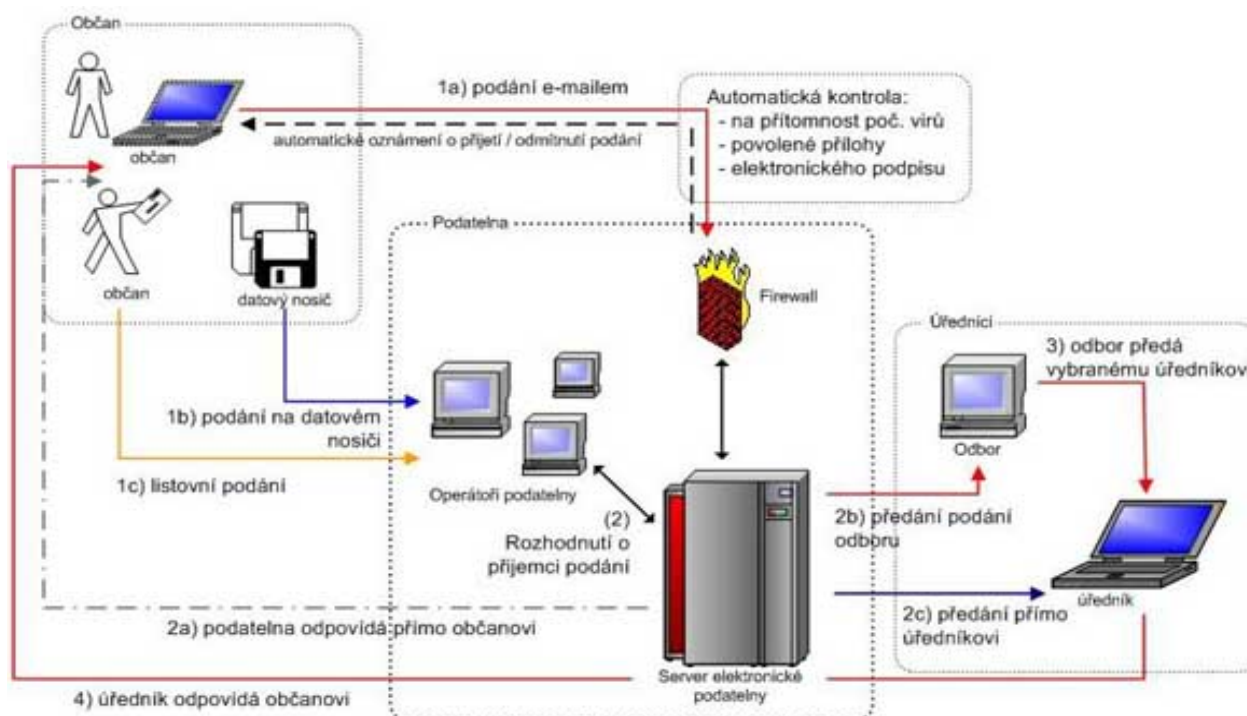 Občan
občan
občan
datový nosič
1a) podání e-mailem
automatické oznámení o přijetí / odmítnutí podání
Automatická kontrola:
- na přítomnost poč. virů
- povolené přílohy
- elektronického podpisu
Podatelna
Firewall
1b) podání na datovém
nosiči
1c) listovní podání
Operátoři podatelny
(2)
Rozhodnutí o
příjemci podání
Server elektronické
podatelny
Úředníci
3) odbor předá
vybranému úředníkovi
Odbor
2b) předání podání
odboru
úředník
2c) předání přímo
úředníkovi
2a) podatelna odpovídá přímo občanovi
4) úředník odpovídá občanovi